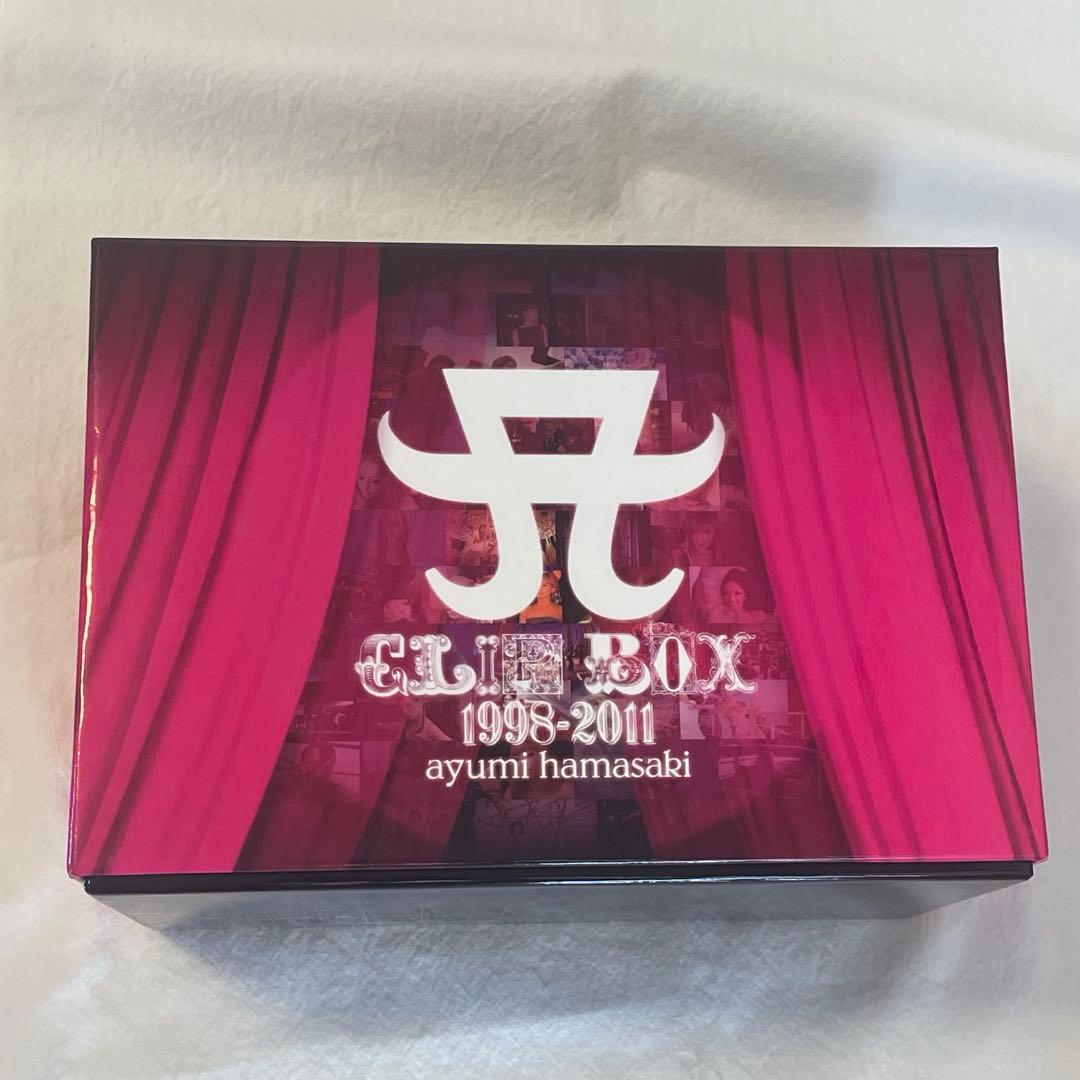 A
CLIP BOX
1998-2011
ayumi hamasaki